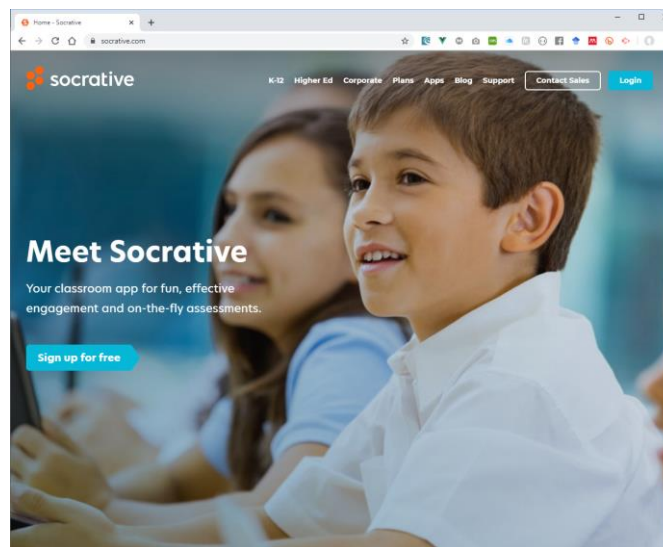 Home - Socrative
socrative.com
socrative
K-12 Higher Ed Corporate Plans Apps Blog Support Contact Sales Login
Meet Socrative
Your classroom app for fun, effective
engagement and on-the-fly assessments.
Sign up for free